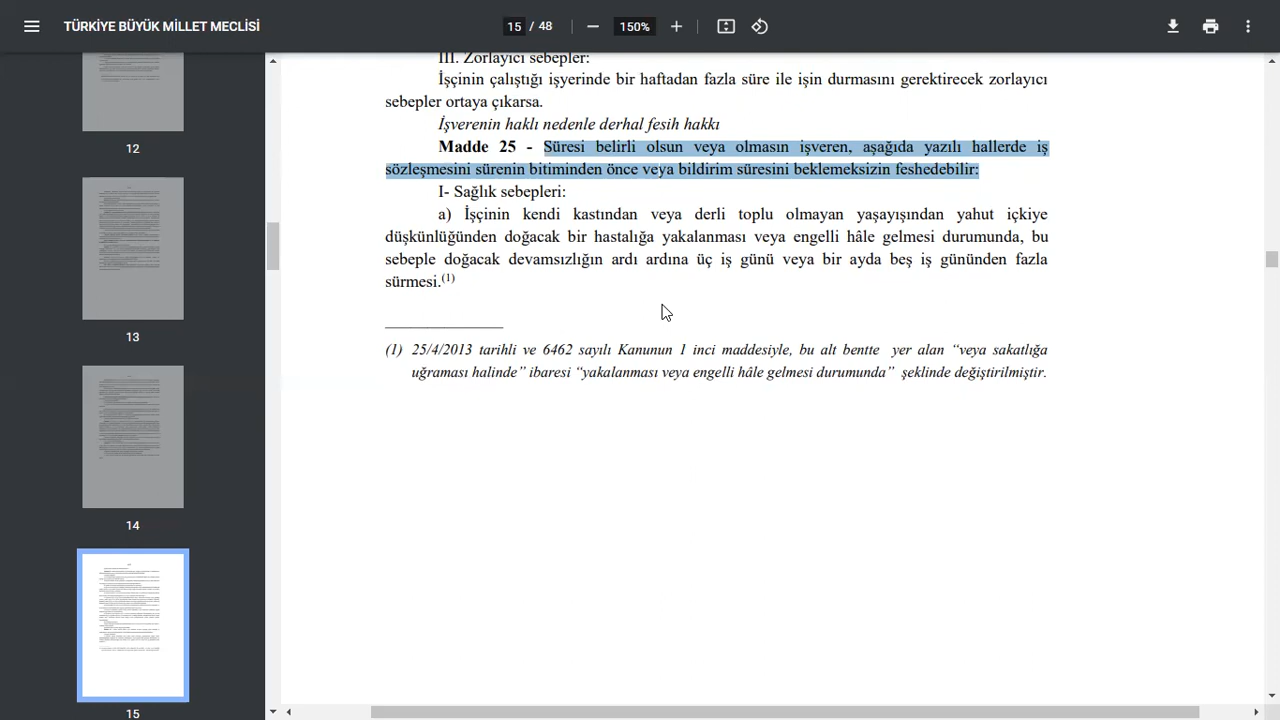 TÜRKİYE BÜYÜK MİLLET MECLİSİ
15 / 48
150%
12
13
14
15
III. Zorlayıcı sebepler:
İşçinin çalıştığı işyerinde bir haftadan fazla süre ile işin durmasını gerektirecek zorlayıcı
sebepler ortaya çıkarsa.
İşverenin haklı nedenle derhal fesih hakkı
Madde 25 - Süresi belirli olsun veya olmasın işveren, aşağıda yazılı hallerde iş
sözleşmesini sürenin bitiminden önce veya bildirim süresini beklemeksizin feshedebilir:
I- Sağlık sebepleri:
a) İşçinin kendi kastından veya derli toplu olmayan yaşayışından yahut içkiye
düşkünlüğünden doğacak bir hastalığa yakalanması veya engelli hâle gelmesi durumunda, bu
sebeple doğacak devamsızlığın ardı ardına üç iş günü veya bir ayda beş iş gününden fazla
sürmesi.(1)
(1) 25/4/2013 tarihli ve 6462 sayılı Kanunun 1 inci maddesiyle, bu alt bentte yer alan “veya sakatlığa
uğraması halinde” ibaresi “yakalanması veya engelli hâle gelmesi durumunda” şeklinde değiştirilmiştir.